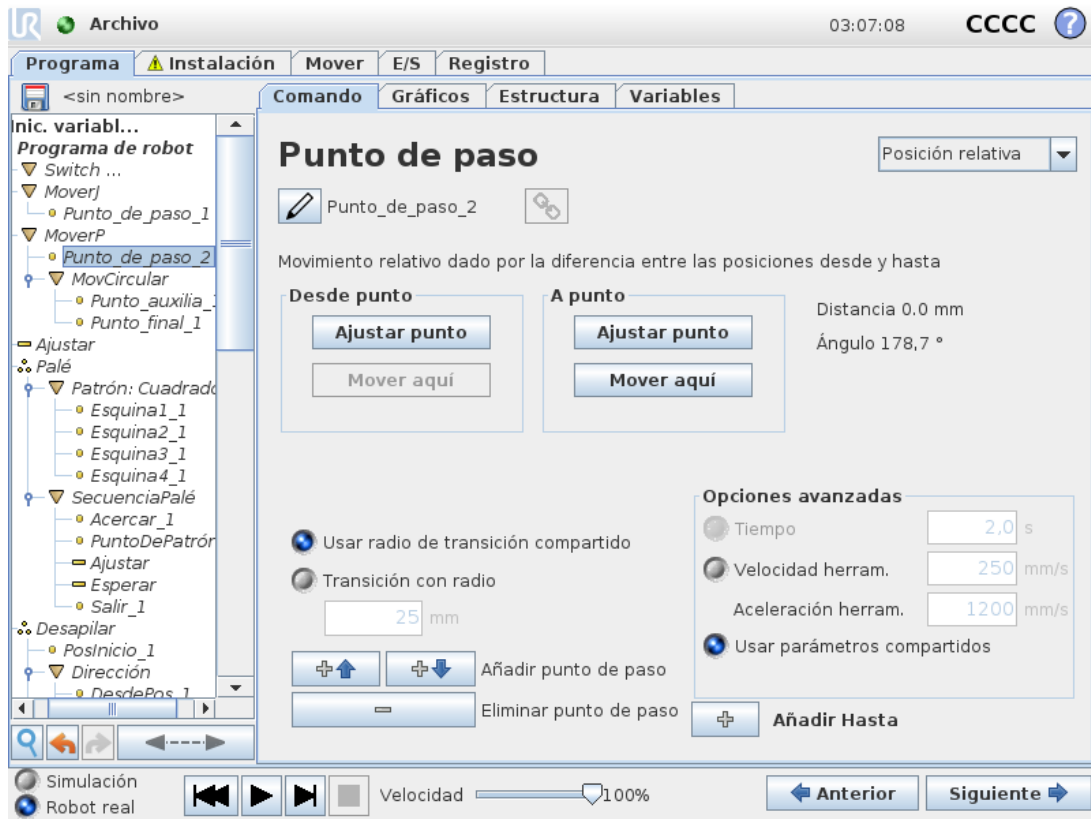 UR Archivo 03:07:08 CCCC ?
Programa Instalación Mover E/S Registro
<sin nombre>
Comando Gráficos Estructura Variables
Inic. variabl...
Programa de robot
Switch ...
MoverJ
Punto_de_paso_1
MoverP
Punto_de_paso_2
MovCircular
Punto_auxilia_
Punto_final_1
Ajustar
Palé
Patrón: Cuadrado
Esquina1_1
Esquina2_1
Esquina3_1
Esquina4_1
SecuenciaPalé
Acercar_1
PuntoDePatrón
Ajustar
Esperar
Salir_1
Desapilar
PosInicio_1
Dirección
DesdePos_1
Punto de paso
Posición relativa
Punto_de_paso_2
Movimiento relativo dado por la diferencia entre las posiciones desde y hasta
Desde punto
Ajustar punto
Mover aquí
A punto
Ajustar punto
Mover aquí
Distancia 0.0 mm
Ángulo 178,7 °
Usar radio de transición compartido
Transición con radio
25 mm
Añadir punto de paso
Eliminar punto de paso
Opciones avanzadas
Tiempo 2,0 s
Velocidad herram. 250 mm/s
Aceleración herram. 1200 mm/s
Usar parámetros compartidos
Añadir Hasta
Simulación
Robot real
Velocidad 100%
Anterior
Siguiente